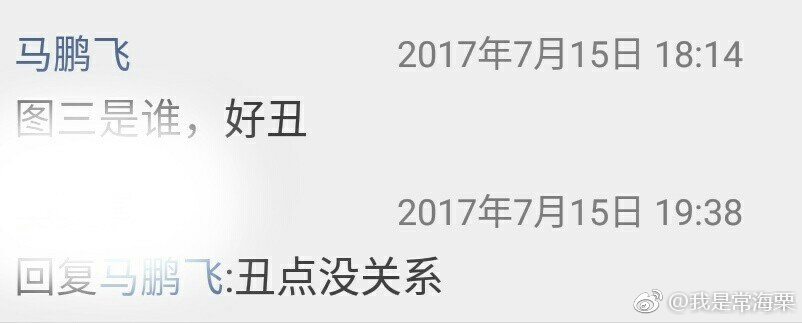 马鹏飞 2017年7月15日 18:14
图三是谁，好丑
2017年7月15日 19:38
回复马鹏飞:丑点没关系
@我是常海栗